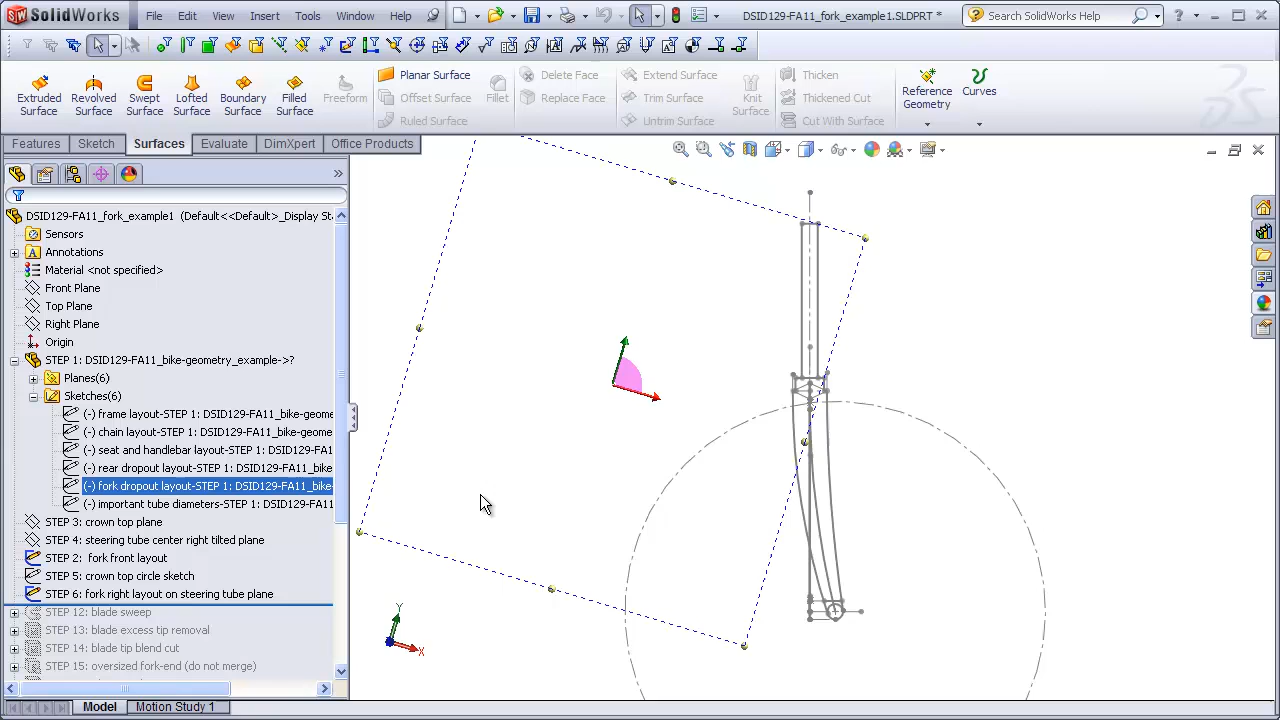 SolidWorks File Edit View Insert Tools Window Help DSID129-FA11_fork_example1.SLDPRT * Search SolidWorks Help
Extruded Surface
Revolved Surface
Swept Surface
Lofted Surface
Boundary Surface
Filled Surface
Freeform
Planar Surface
Offset Surface
Ruled Surface
Fillet
Delete Face
Replace Face
Extend Surface
Trim Surface
Untrim Surface
Knit Surface
Thicken
Thickened Cut
Cut With Surface
Reference Geometry
Curves
Features Sketch Surfaces Evaluate DimXpert Office Products
DSID129-FA11_fork_example1 (Default<<Default>_Display St
Sensors
Annotations
Material <not specified>
Front Plane
Top Plane
Right Plane
Origin
STEP 1: DSID129-FA11_bike-geometry_example->?
Planes(6)
(-) frame layout-STEP 1: DSID129-FA11_bike-geome
(-) chain layout-STEP 1: DSID129-FA11_bike-geome
(-) seat and handlebar layout-STEP 1: DSID129-FA
(-) rear dropout layout-STEP 1: DSID129-FA11_bike
(-) fork dropout layout-STEP 1: DSID129-FA11_bike-
(-) important tube diameters-STEP 1: DSID129-FA11
STEP 3: crown top plane
STEP 4: steering tube center right tilted plane
STEP 2: fork front layout
STEP 5: crown top circle sketch
STEP 6: fork right layout on steering tube plane
STEP 12: blade sweep
STEP 13: blade excess tip removal
STEP 14: blade tip blend cut
STEP 15: oversized fork-end (do not merge)
Y
X
Model Motion Study 1